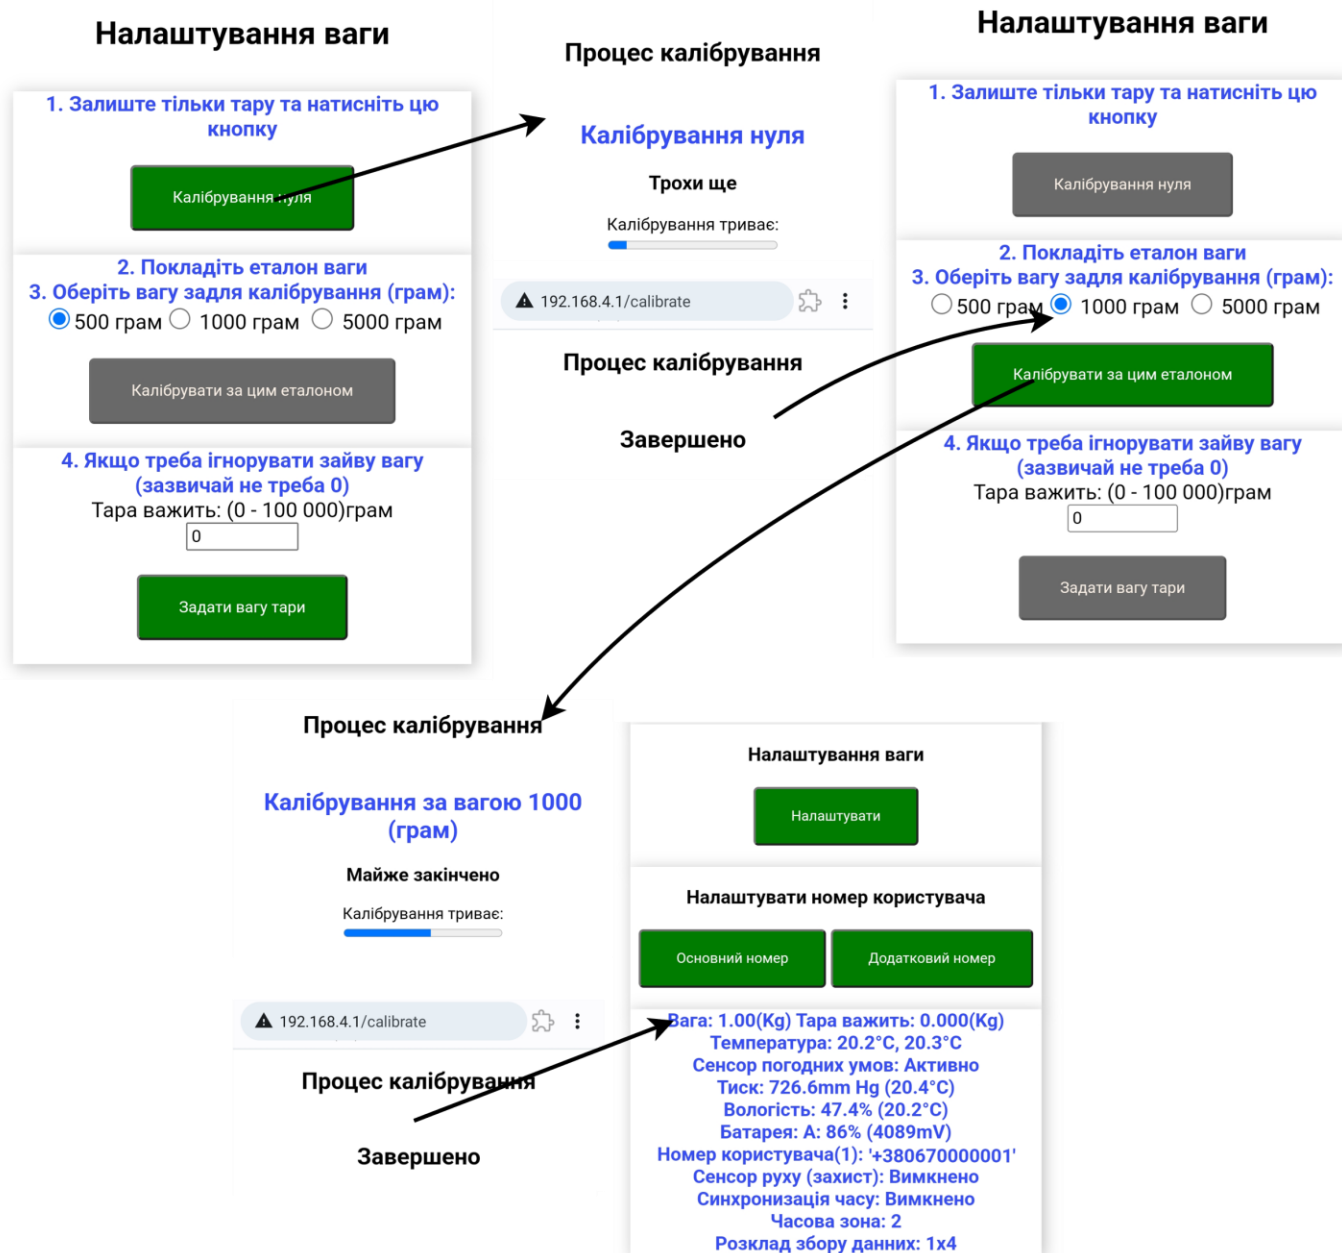 Налаштування ваги
1. Залиште тільки тару та натисніть цю
кнопку
Калібрування нуля
2. Покладіть еталон ваги
3. Оберіть вагу задля калібрування (грам):
500 грам 1000 грам 5000 грам
Калібрувати за цим еталоном
4. Якщо треба ігнорувати зайву вагу
(зазвичай не треба 0)
Тара важить: (0 - 100 000)грам
0
Задати вагу тари
Процес калібрування
Калібрування нуля
Трохи ще
Калібрування триває:
192.168.4.1/calibrate
Процес калібрування
Завершено
Налаштування ваги
1. Залиште тільки тару та натисніть цю
кнопку
Калібрування нуля
2. Покладіть еталон ваги
3. Оберіть вагу задля калібрування (грам):
500 грам 1000 грам 5000 грам
Калібрувати за цим еталоном
4. Якщо треба ігнорувати зайву вагу
(зазвичай не треба 0)
Тара важить: (0 - 100 000)грам
0
Задати вагу тари
Процес калібрування
Калібрування за вагою 1000
(грам)
Майже закінчено
Калібрування триває:
192.168.4.1/calibrate
Процес калібрування
Завершено
Налаштування ваги
Налаштувати
Налаштувати номер користувача
Основний номер Додатковий номер
Вага: 1.00(Kg) Тара важить: 0.000(Kg)
Температура: 20.2°C, 20.3°C
Сенсор погодних умов: Активно
Тиск: 726.6mm Hg (20.4°C)
Вологість: 47.4% (20.2°C)
Батарея: A: 86% (4089mV)
Номер користувача(1): '+380670000001'
Сенсор руху (захист): Вимкнено
Синхронизація часу: Вимкнено
Часова зона: 2
Розклад збору данних: 1x4